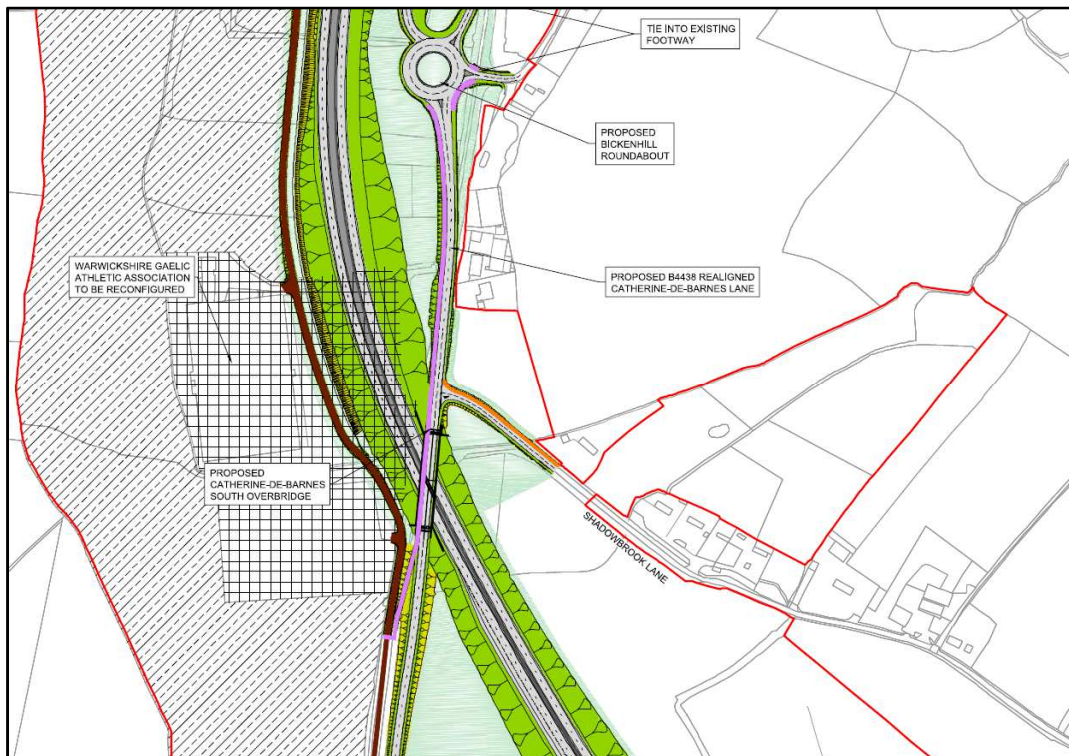 TIE INTO EXISTING
FOOTWAY
PROPOSED
BICKENHILL
ROUNDABOUT
WARWICKSHIRE GAELIC
ATHLETIC ASSOCIATION
TO BE RECONFIGURED
PROPOSED B4438 REALIGNED
CATHERINE-DE-BARNES LANE
PROPOSED
CATHERINE-DE-BARNES
SOUTH OVERBRIDGE
SHADOWBROOK LANE